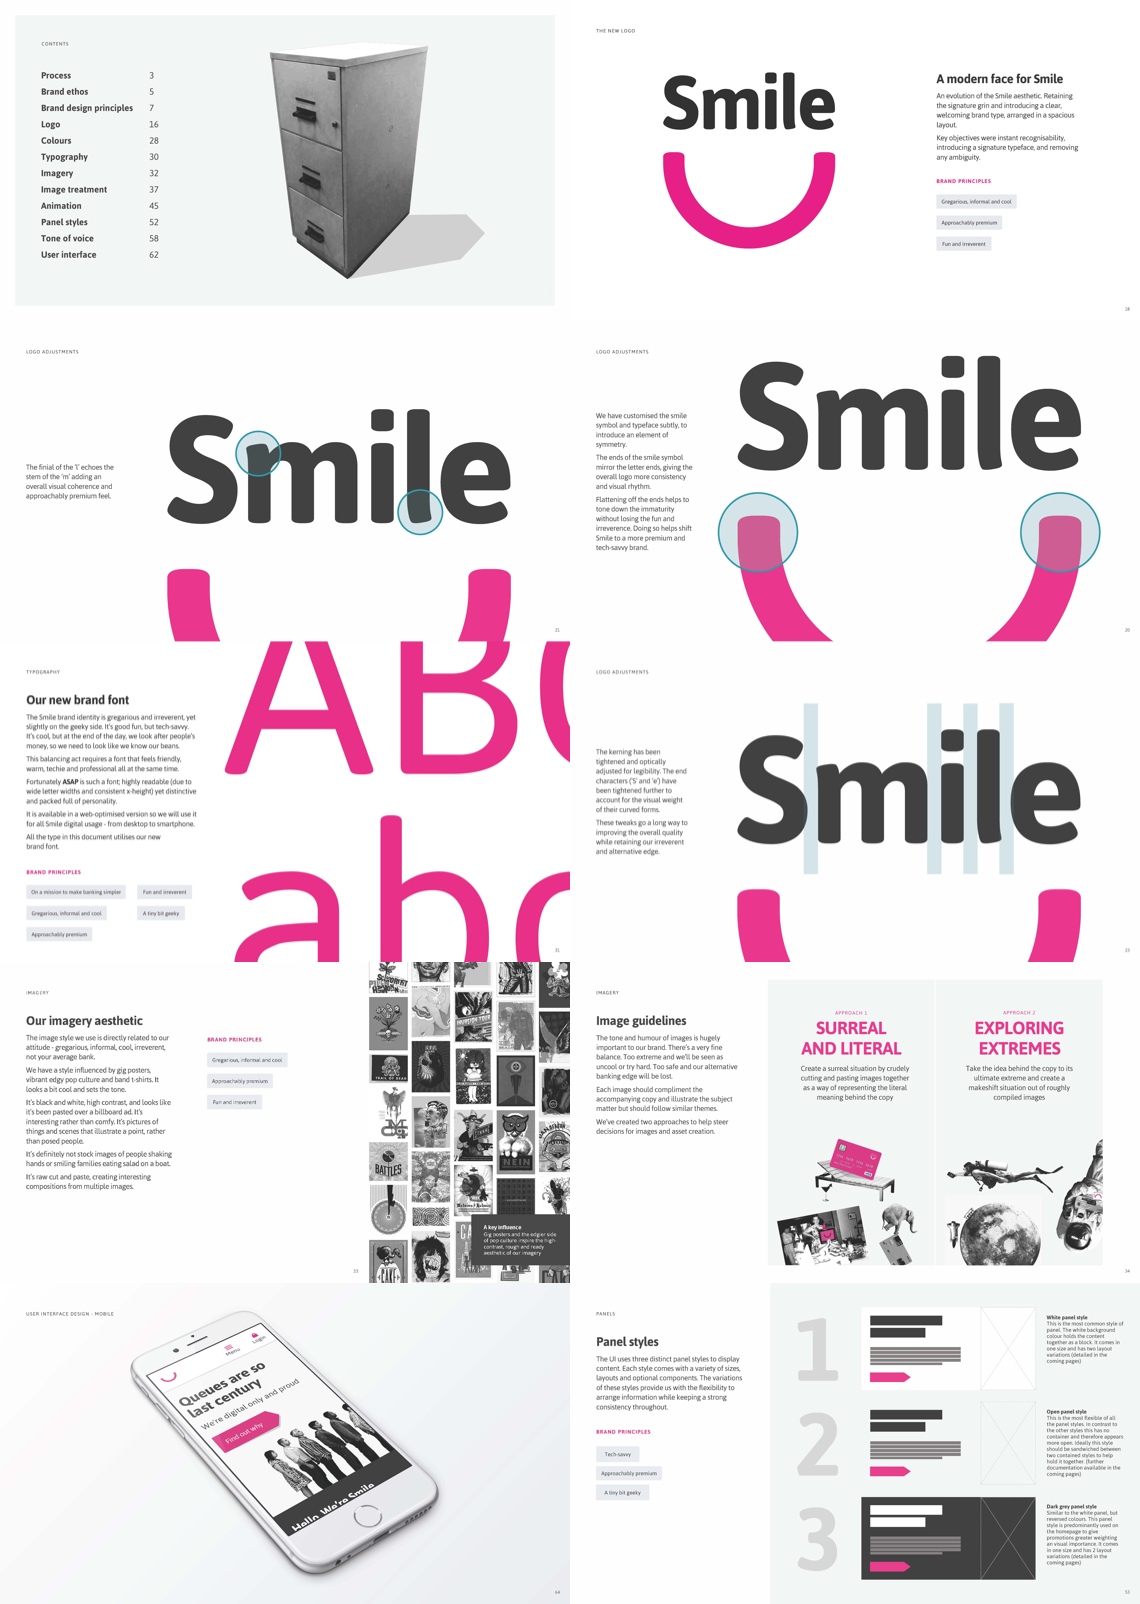 CONTENTS
Process 3
Brand ethos 5
Brand design principles 7
Logo 16
Colours 28
Typography 30
Imagery 32
Image treatment 37
Animation 45
Panel styles 52
Tone of voice 58
User interface 62
THE NEW LOGO
Smile
A modern face for Smile
An evolution of the Smile aesthetic. Retaining
the signature grin and introducing a clear,
welcoming brand type, arranged in a spacious
layout.
Key objectives were instant recognisability,
introducing a signature typeface, and removing
any ambiguity.
BRAND PRINCIPLES
Gregarious, informal and cool
Approachably premium
Fun and irreverent
18
LOGO ADJUSTMENTS
The finial of the 'l' echoes the
stem of the 'm' adding an
overall visual coherence and
approachably premium feel.
Smile
21
LOGO ADJUSTMENTS
We have customised the smile
symbol and typeface subtly, to
introduce an element of
symmetry.
The ends of the smile symbol
mirror the letter ends, giving the
overall logo more consistency
and visual rhythm.
Flattening off the ends helps to
tone down the immaturity
without losing the fun and
irreverence. Doing so helps shift
Smile to a more premium and
tech-savvy brand.
Smile
20
TYPOGRAPHY
Our new brand font
The Smile brand identity is gregarious and irreverent, yet
slightly on the geeky side. It's good fun, but tech-savvy.
It's cool, but at the end of the day, we look after people's
money, so we need to look like we know our beans.
This balancing act requires a font that feels friendly,
warm, techie and professional all at the same time.
Fortunately ASAP is such a font; highly readable (due to
wide letter widths and consistent x-height) yet distinctive
and packed full of personality.
It is available in a web-optimised version so we will use it
for all Smile digital usage - from desktop to smartphone.
All the type in this document utilises our new
brand font.
BRAND PRINCIPLES
On a mission to make banking simpler
Fun and irreverent
Gregarious, informal and cool
A tiny bit geeky
Approachably premium
ABC
abc
31
LOGO ADJUSTMENTS
The kerning has been
tightened and optically
adjusted for legibility. The end
characters ('S' and 'e') have
been tightened further to
account for the visual weight
of their curved forms.
These tweaks go a long way to
improving the overall quality
while retaining our irreverent
and alternative edge.
Smile
23
IMAGERY
Our imagery aesthetic
The image style we use is directly related to our
attitude - gregarious, informal, cool, irreverent,
not your average bank.
We have a style influenced by gig posters,
vibrant edgy pop culture and band t-shirts. It
looks a bit cool and sets the tone.
It's black and white, high contrast, and looks like
it's been pasted over a billboard ad. It's
interesting rather than comfy. It's pictures of
things and scenes that illustrate a point, rather
than posed people.
It's definitely not stock images of people shaking
hands or smiling families eating salad on a boat.
It's raw cut and paste, creating interesting
compositions from multiple images.
BRAND PRINCIPLES
Gregarious, informal and cool
Approachably premium
Fun and irreverent
BATTLES
NEIN
A key influence
Gig posters and the edgier side
of pop culture inspire the high-
contrast, rough and ready
aesthetic of our imagery
33
IMAGERY
Image guidelines
The tone and humour of images is hugely
important to our brand. There's a very fine
balance. Too extreme and we'll be seen as
uncool or try hard. Too safe and our alternative
banking edge will be lost.
Each image should compliment the
accompanying copy and illustrate the subject
matter but should follow similar themes.
We've created two approaches to help steer
decisions for images and asset creation.
APPROACH 1
SURREAL
AND LITERAL
Create a surreal situation by crudely
cutting and pasting images together
as a way of representing the literal
meaning behind the copy
APPROACH 2
EXPLORING
EXTREMES
Take the idea behind the copy to its
ultimate extreme and create a
makeshift situation out of roughly
compiled images
34
USER INTERFACE DESIGN - MOBILE
Menu
Login
Queues are so
last century
We're digital only and proud
Find out why
Hello. We're Smile
64
PANELS
Panel styles
The UI uses three distinct panel styles to display
content. Each style comes with a variety of sizes,
layouts and optional components. The variations
of these styles provide us with the flexibility to
arrange information while keeping a strong
consistency throughout.
BRAND PRINCIPLES
Tech-savvy
Approachably premium
A tiny bit geeky
1
White panel style
This is the most common style of
panel. The white background
colour holds the content
together as a block. It comes in
one size and has two layout
variations (detailed in the
coming pages)
2
Open panel style
This is the most flexible of all
the panel styles. In contrast to
the other styles this has no
container and therefore appears
more open. Ideally this style
should be sandwiched between
two contained styles to help
hold it together. (further
documentation available in the
coming pages)
3
Dark grey panel style
Similar to the white panel, but
reversed colours. This panel
style is predominantly used on
the homepage to give
promotions greater weighting
an visual importance. It comes
in one size and has 2 layout
variations (detailed in the
coming pages)
53